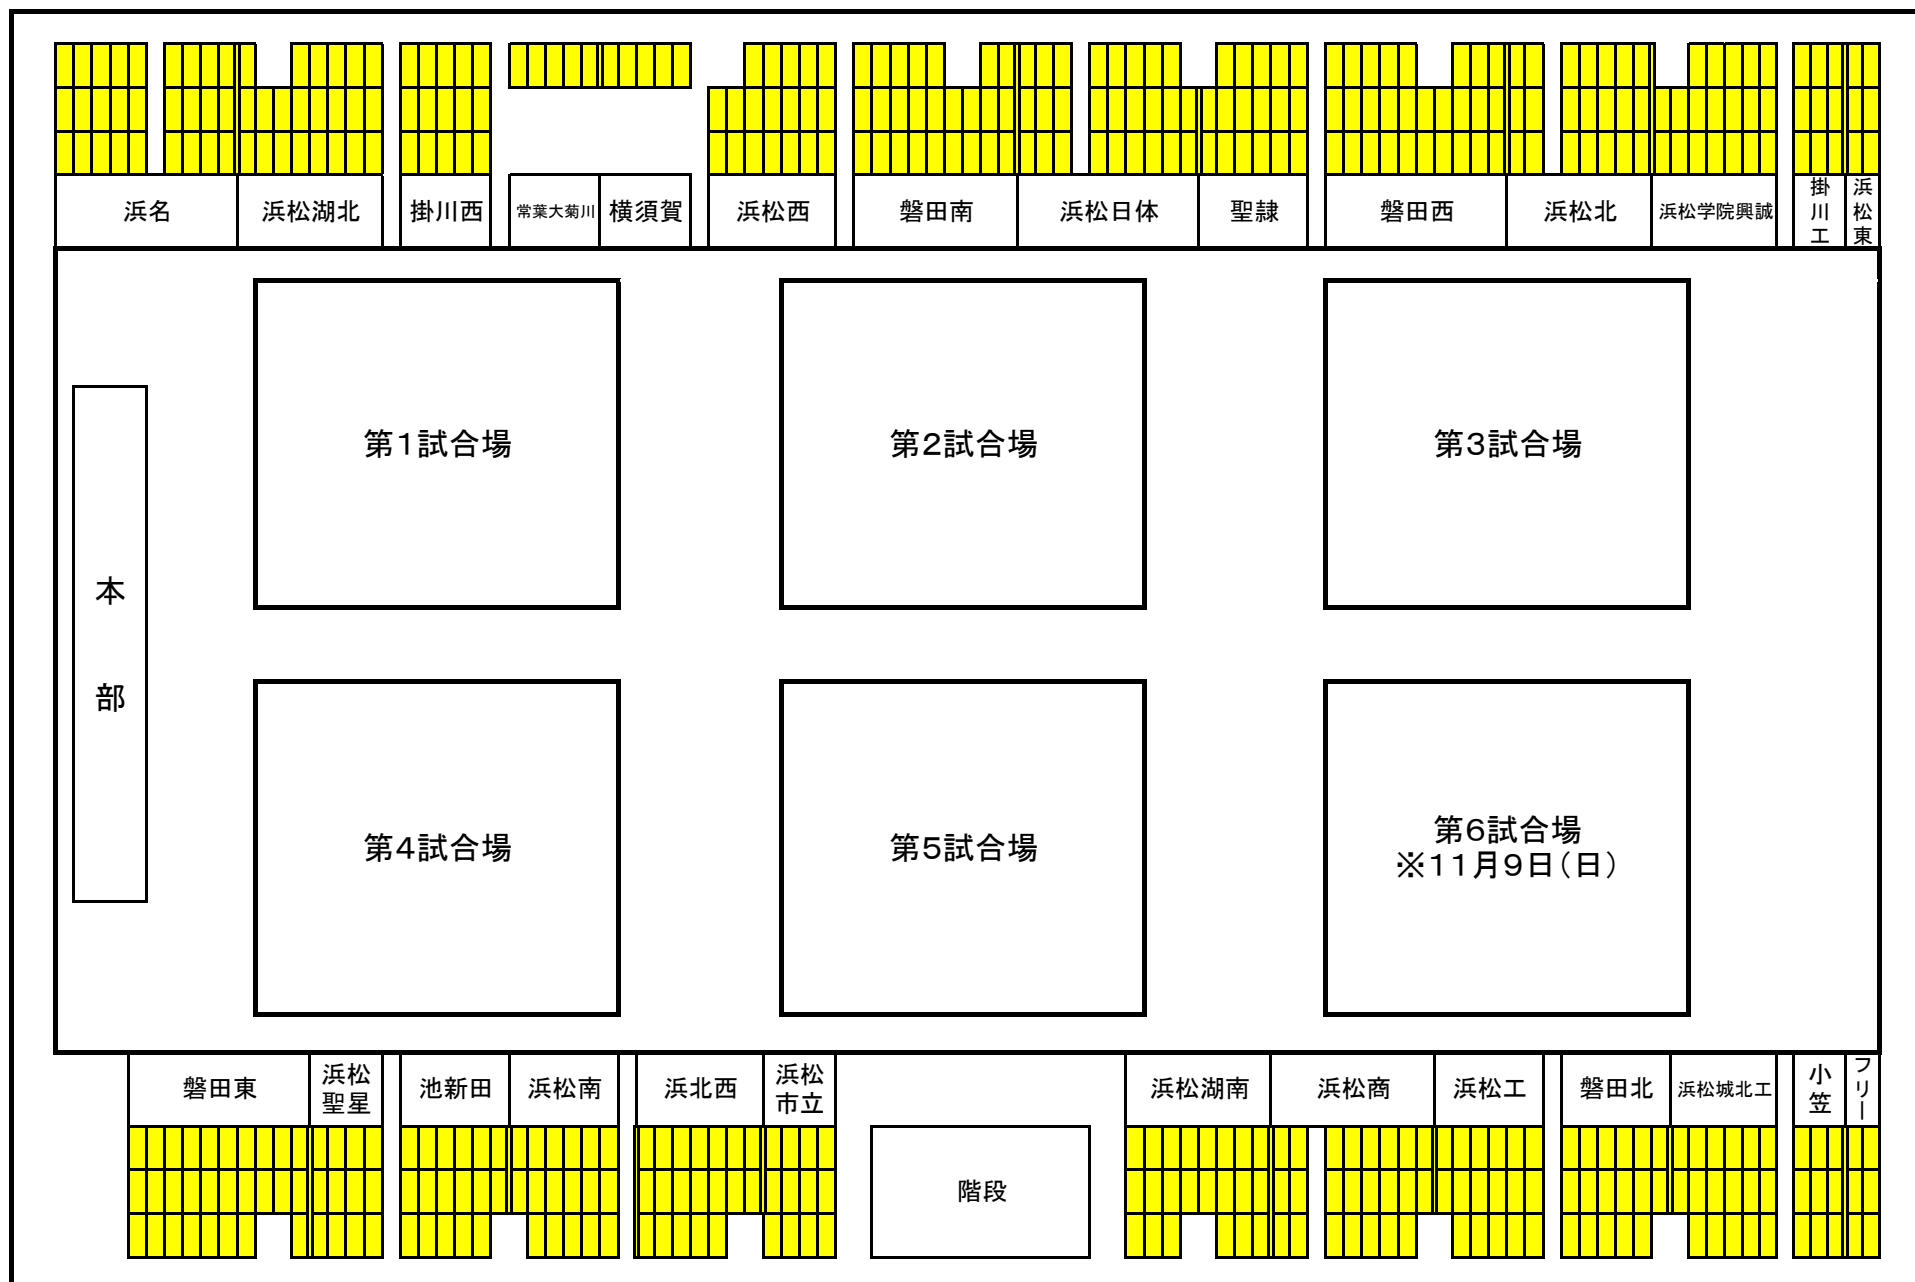 浜名
浜松湖北
掛川西
常葉大菊川
横須賀
浜松西
磐田南
浜松日体
聖隷
磐田西
浜松北
浜松学院興誠
掛川工
浜松東
第1試合場
第2試合場
第3試合場
本部
第4試合場
第5試合場
第6試合場
※11月9日(日)
磐田東
浜松
聖星
池新田
浜松南
浜北西
浜松
市立
浜松湖南
浜松商
浜松工
磐田北
浜松城北工
小笠
フリー
階段